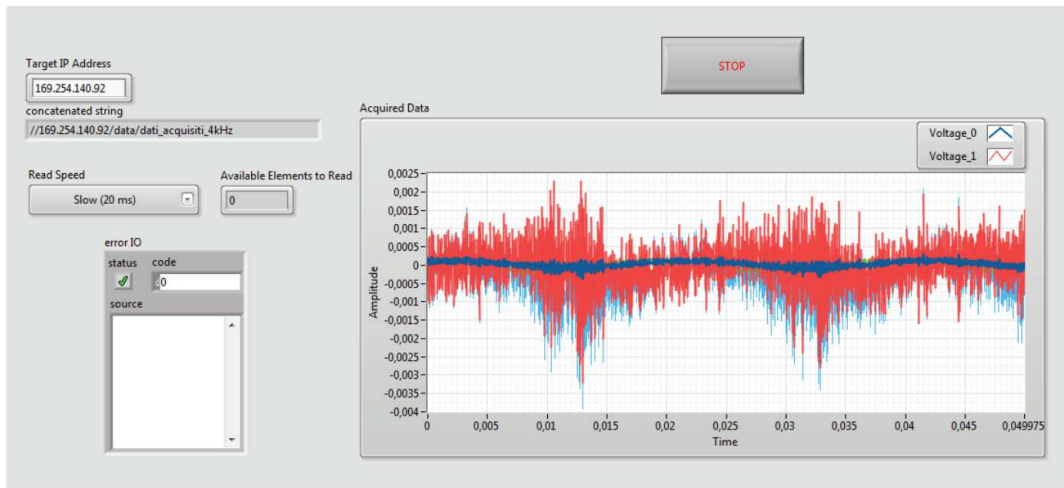 Target IP Address
169.254.140.92
concatenated string
//169.254.140.92/data/dati_acquisiti_4kHz
STOP
Read Speed
Slow (20 ms)
Available Elements to Read
0
error IO
status
code
0
source
Acquired Data
Voltage_0
Voltage_1
Amplitude
0,0025
0,002
0,0015
0,001
0,0005
0
-0,0005
-0,001
-0,0015
-0,002
-0,0025
-0,003
-0,0035
-0,004
0
0,005
0,01
0,015
0,02
0,025
0,03
0,035
0,04
0,045
0,049975
Time